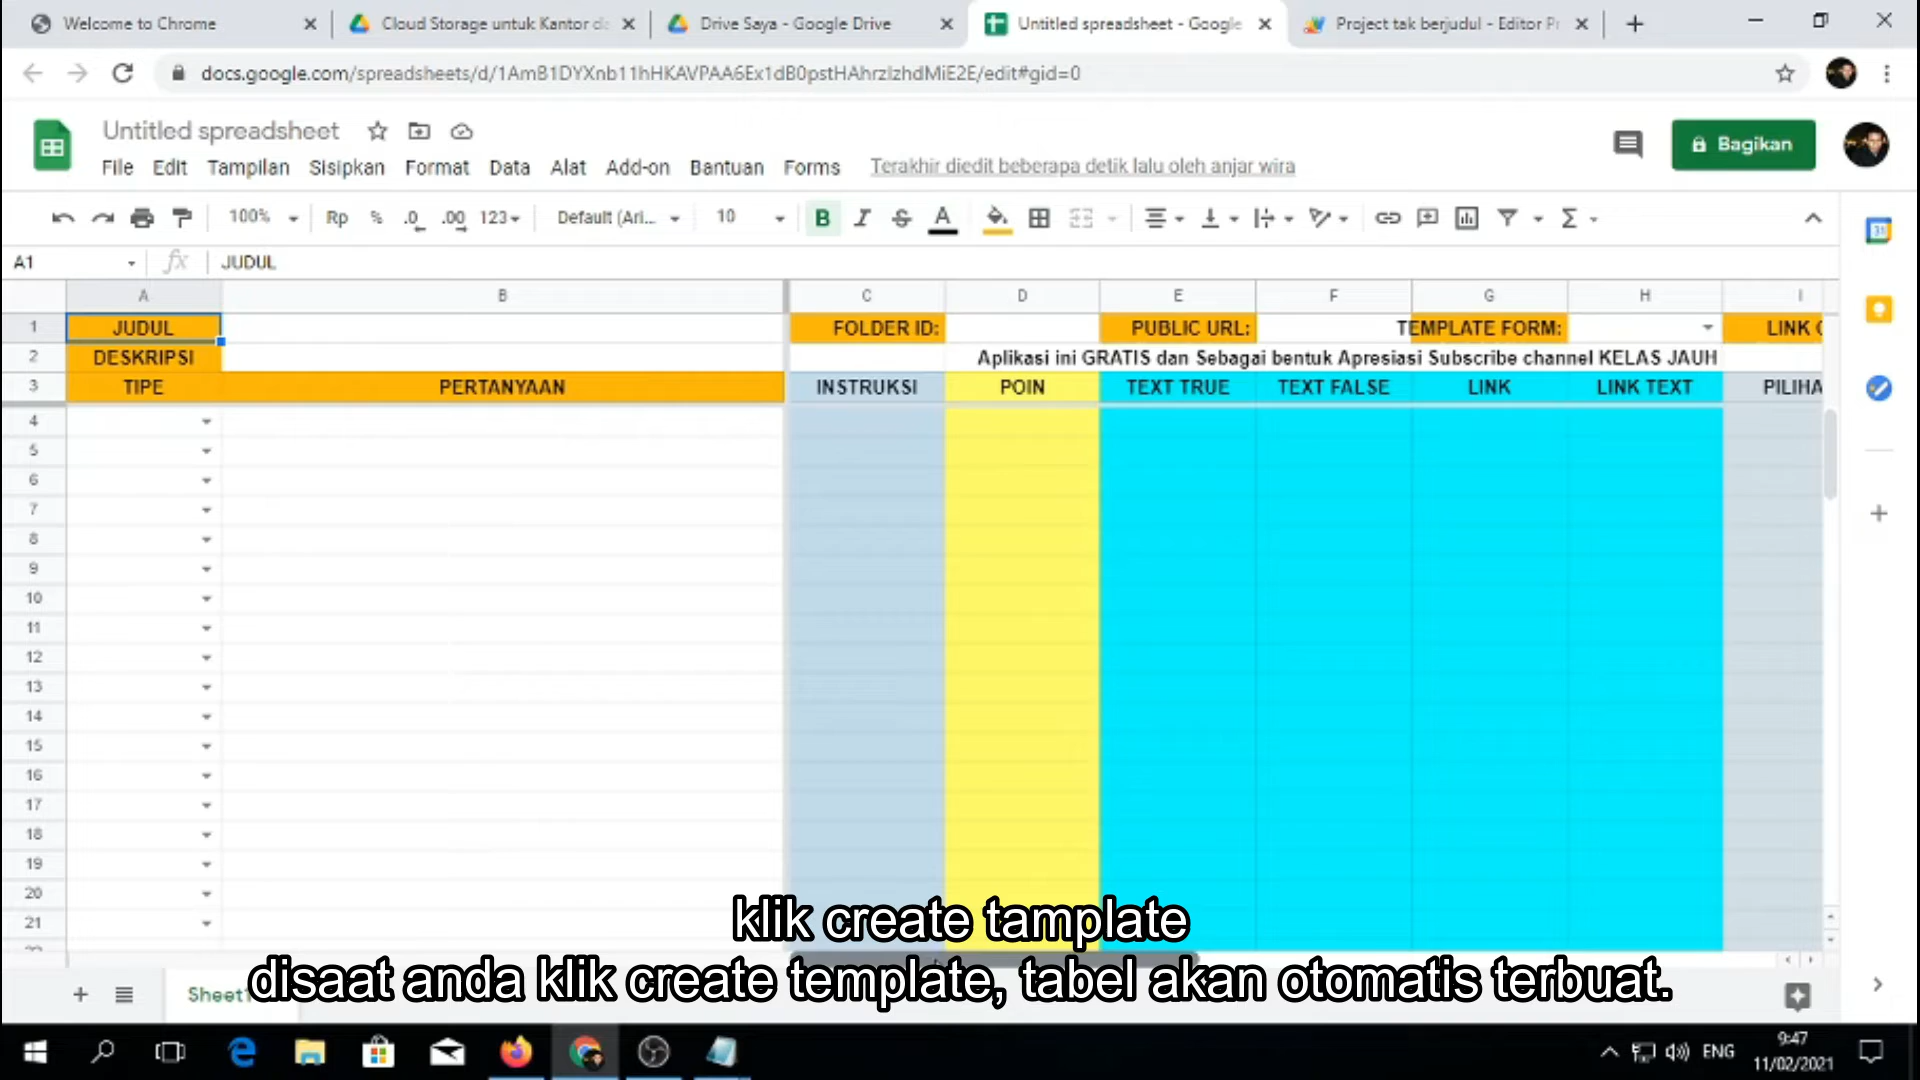 Welcome to Chrome
Cloud Storage untuk Kantor da
Drive Saya - Google Drive
Untitled spreadsheet - Google
Project tak berjudul - Editor Pr
docs.google.com/spreadsheets/d/1AmB1DYXnb11hHKAVPAA6Ex1dB0pstHAhrzIzhdMiE2E/edit#gid=0
Untitled spreadsheet
File Edit Tampilan Sisipkan Format Data Alat Add-on Bantuan Forms Terakhir diedit beberapa detik lalu oleh anjar wira
Bagikan
100% Rp % .0 .00 123 Default (Ari... 10 B I S A Σ
A1 fx JUDUL
A B C D E F G H I
1 JUDUL FOLDER ID: PUBLIC URL: TEMPLATE FORM: LINK
2 DESKRIPSI Aplikasi ini GRATIS dan Sebagai bentuk Apresiasi Subscribe channel KELAS JAUH
3 TIPE PERTANYAAN INSTRUKSI POIN TEXT TRUE TEXT FALSE LINK LINK TEXT PILIHA
4
5
6
7
8
9
10
11
12
13
14
15
16
17
18
19
20
21
klik create tamplate
disaat anda klik create template, tabel akan otomatis terbuat.
Sheet1
ENG
9:47
11/02/2021